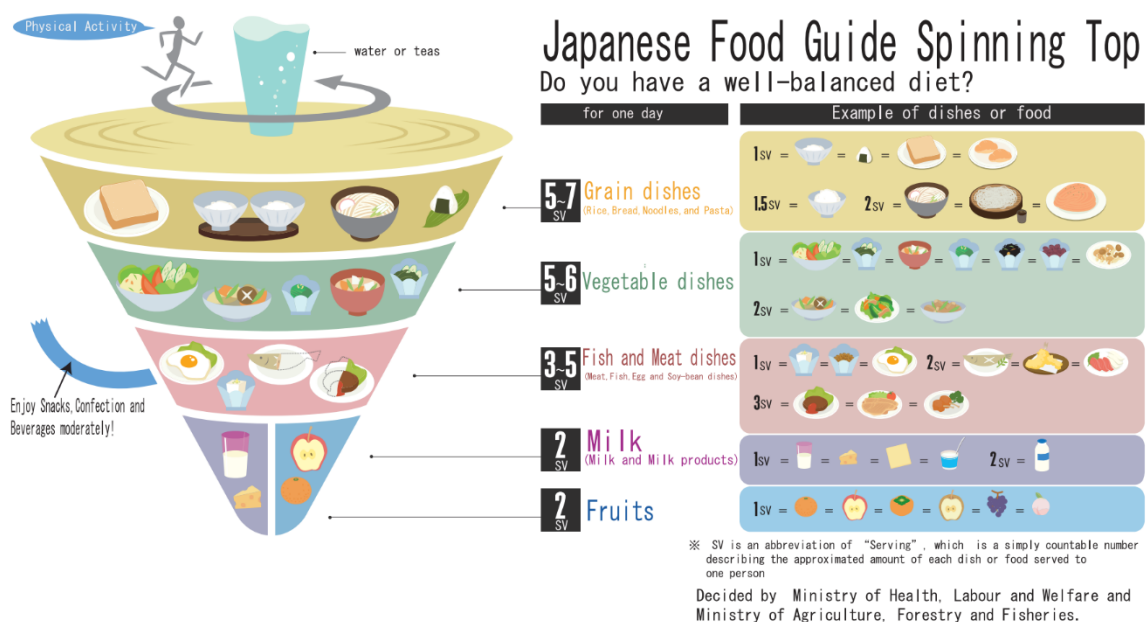 Physical Activity
water or teas
Japanese Food Guide Spinning Top
Do you have a well-balanced diet?
for one day
Example of dishes or food
5~7 SV
Grain dishes
(Rice, Bread, Noodles, and Pasta)
1SV = = = =
1.5SV = 2SV = = =
5~6 SV
Vegetable dishes
1SV = = = = = = =
2SV = = =
3~5 SV
Fish and Meat dishes
(Meat, Fish, Egg and Soy-bean dishes)
1SV = = = 2SV = = =
3SV = = =
Enjoy Snacks, Confection and
Beverages moderately!
2 SV
Milk
(Milk and Milk products)
1SV = = = = 2SV =
2 SV
Fruits
1SV = = = = = =
※ SV is an abbreviation of “Serving”, which is a simply countable number
describing the approximated amount of each dish or food served to
one person
Decided by Ministry of Health, Labour and Welfare and
Ministry of Agriculture, Forestry and Fisheries.